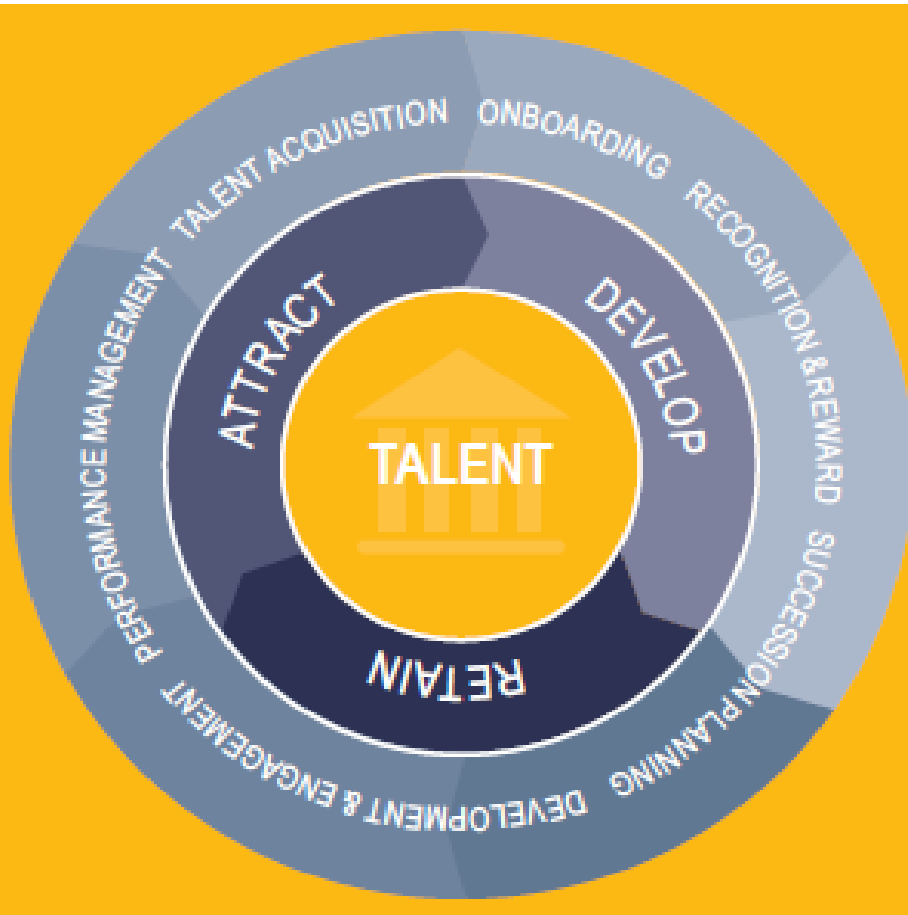 TALENT ACQUISITION
ONBOARDING
RECOGNITION & REWARD
SUCCESSION PLANNING
DEVELOPMENT & ENGAGEMENT
PERFORMANCE MANAGEMENT
ATTRACT
DEVELOP
RETAIN
TALENT